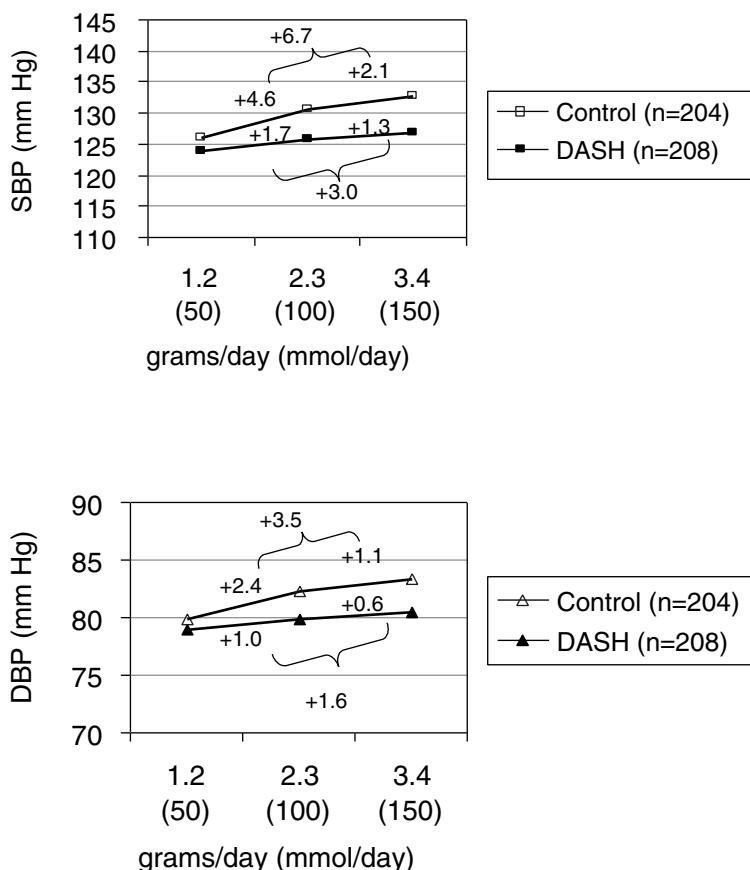 145
140
135
130
125
120
115
110
SBP (mm Hg)
+6.7
+2.1
+4.6
+1.7
+1.3
+3.0
Control (n=204)
DASH (n=208)
1.2 2.3 3.4
(50) (100) (150)
grams/day (mmol/day)
90
85
80
75
70
DBP (mm Hg)
+3.5
+1.1
+2.4
+0.6
+1.0
+1.6
Control (n=204)
DASH (n=208)
1.2 2.3 3.4
(50) (100) (150)
grams/day (mmol/day)